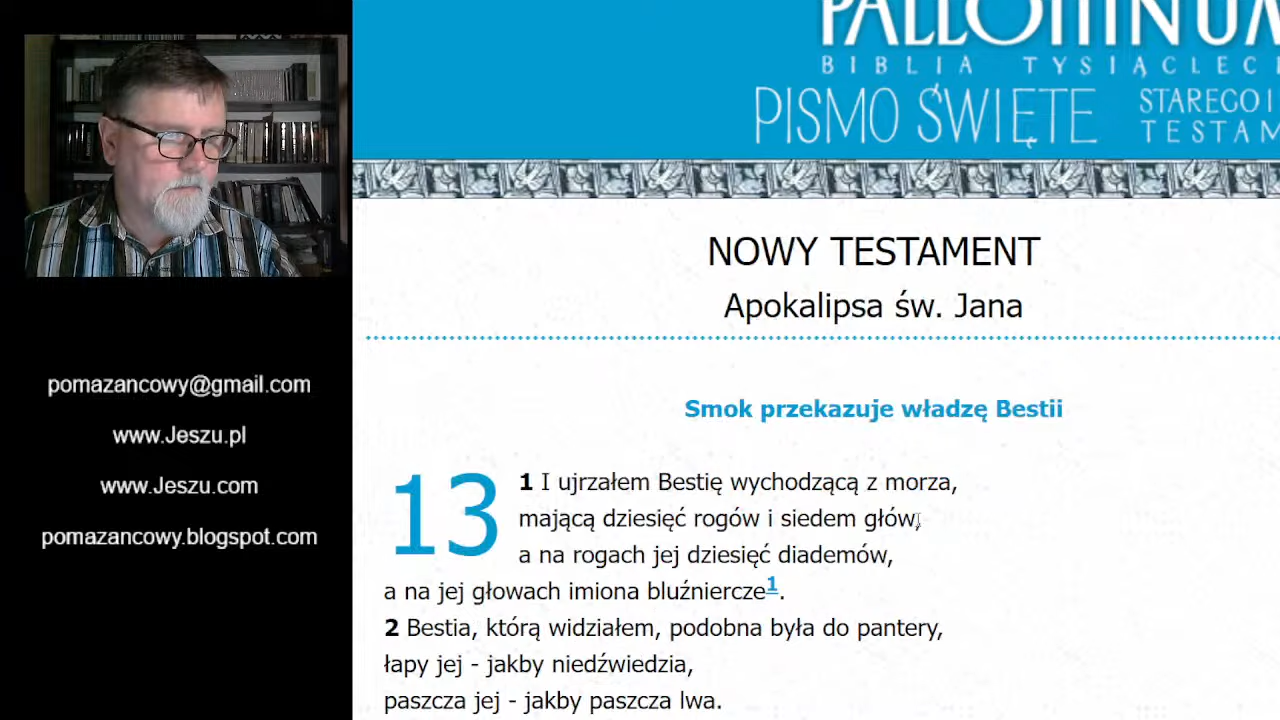 PALLOTTINUM
BIBLIA TYSIĄCLEC
PISMO ŚWIĘTE
STAREGO I
TESTAM
NOWY TESTAMENT
Apokalipsa św. Jana
Smok przekazuje władzę Bestii
13
1 I ujrzałem Bestię wychodzącą z morza,
mającą dziesięć rogów i siedem głów,
a na rogach jej dziesięć diademów,
a na jej głowach imiona bluźniercze1.
2 Bestia, którą widziałem, podobna była do pantery,
łapy jej - jakby niedźwiedzia,
paszcza jej - jakby paszcza lwa.
pomazancowy@gmail.com
www.Jeszu.pl
www.Jeszu.com
pomazancowy.blogspot.com